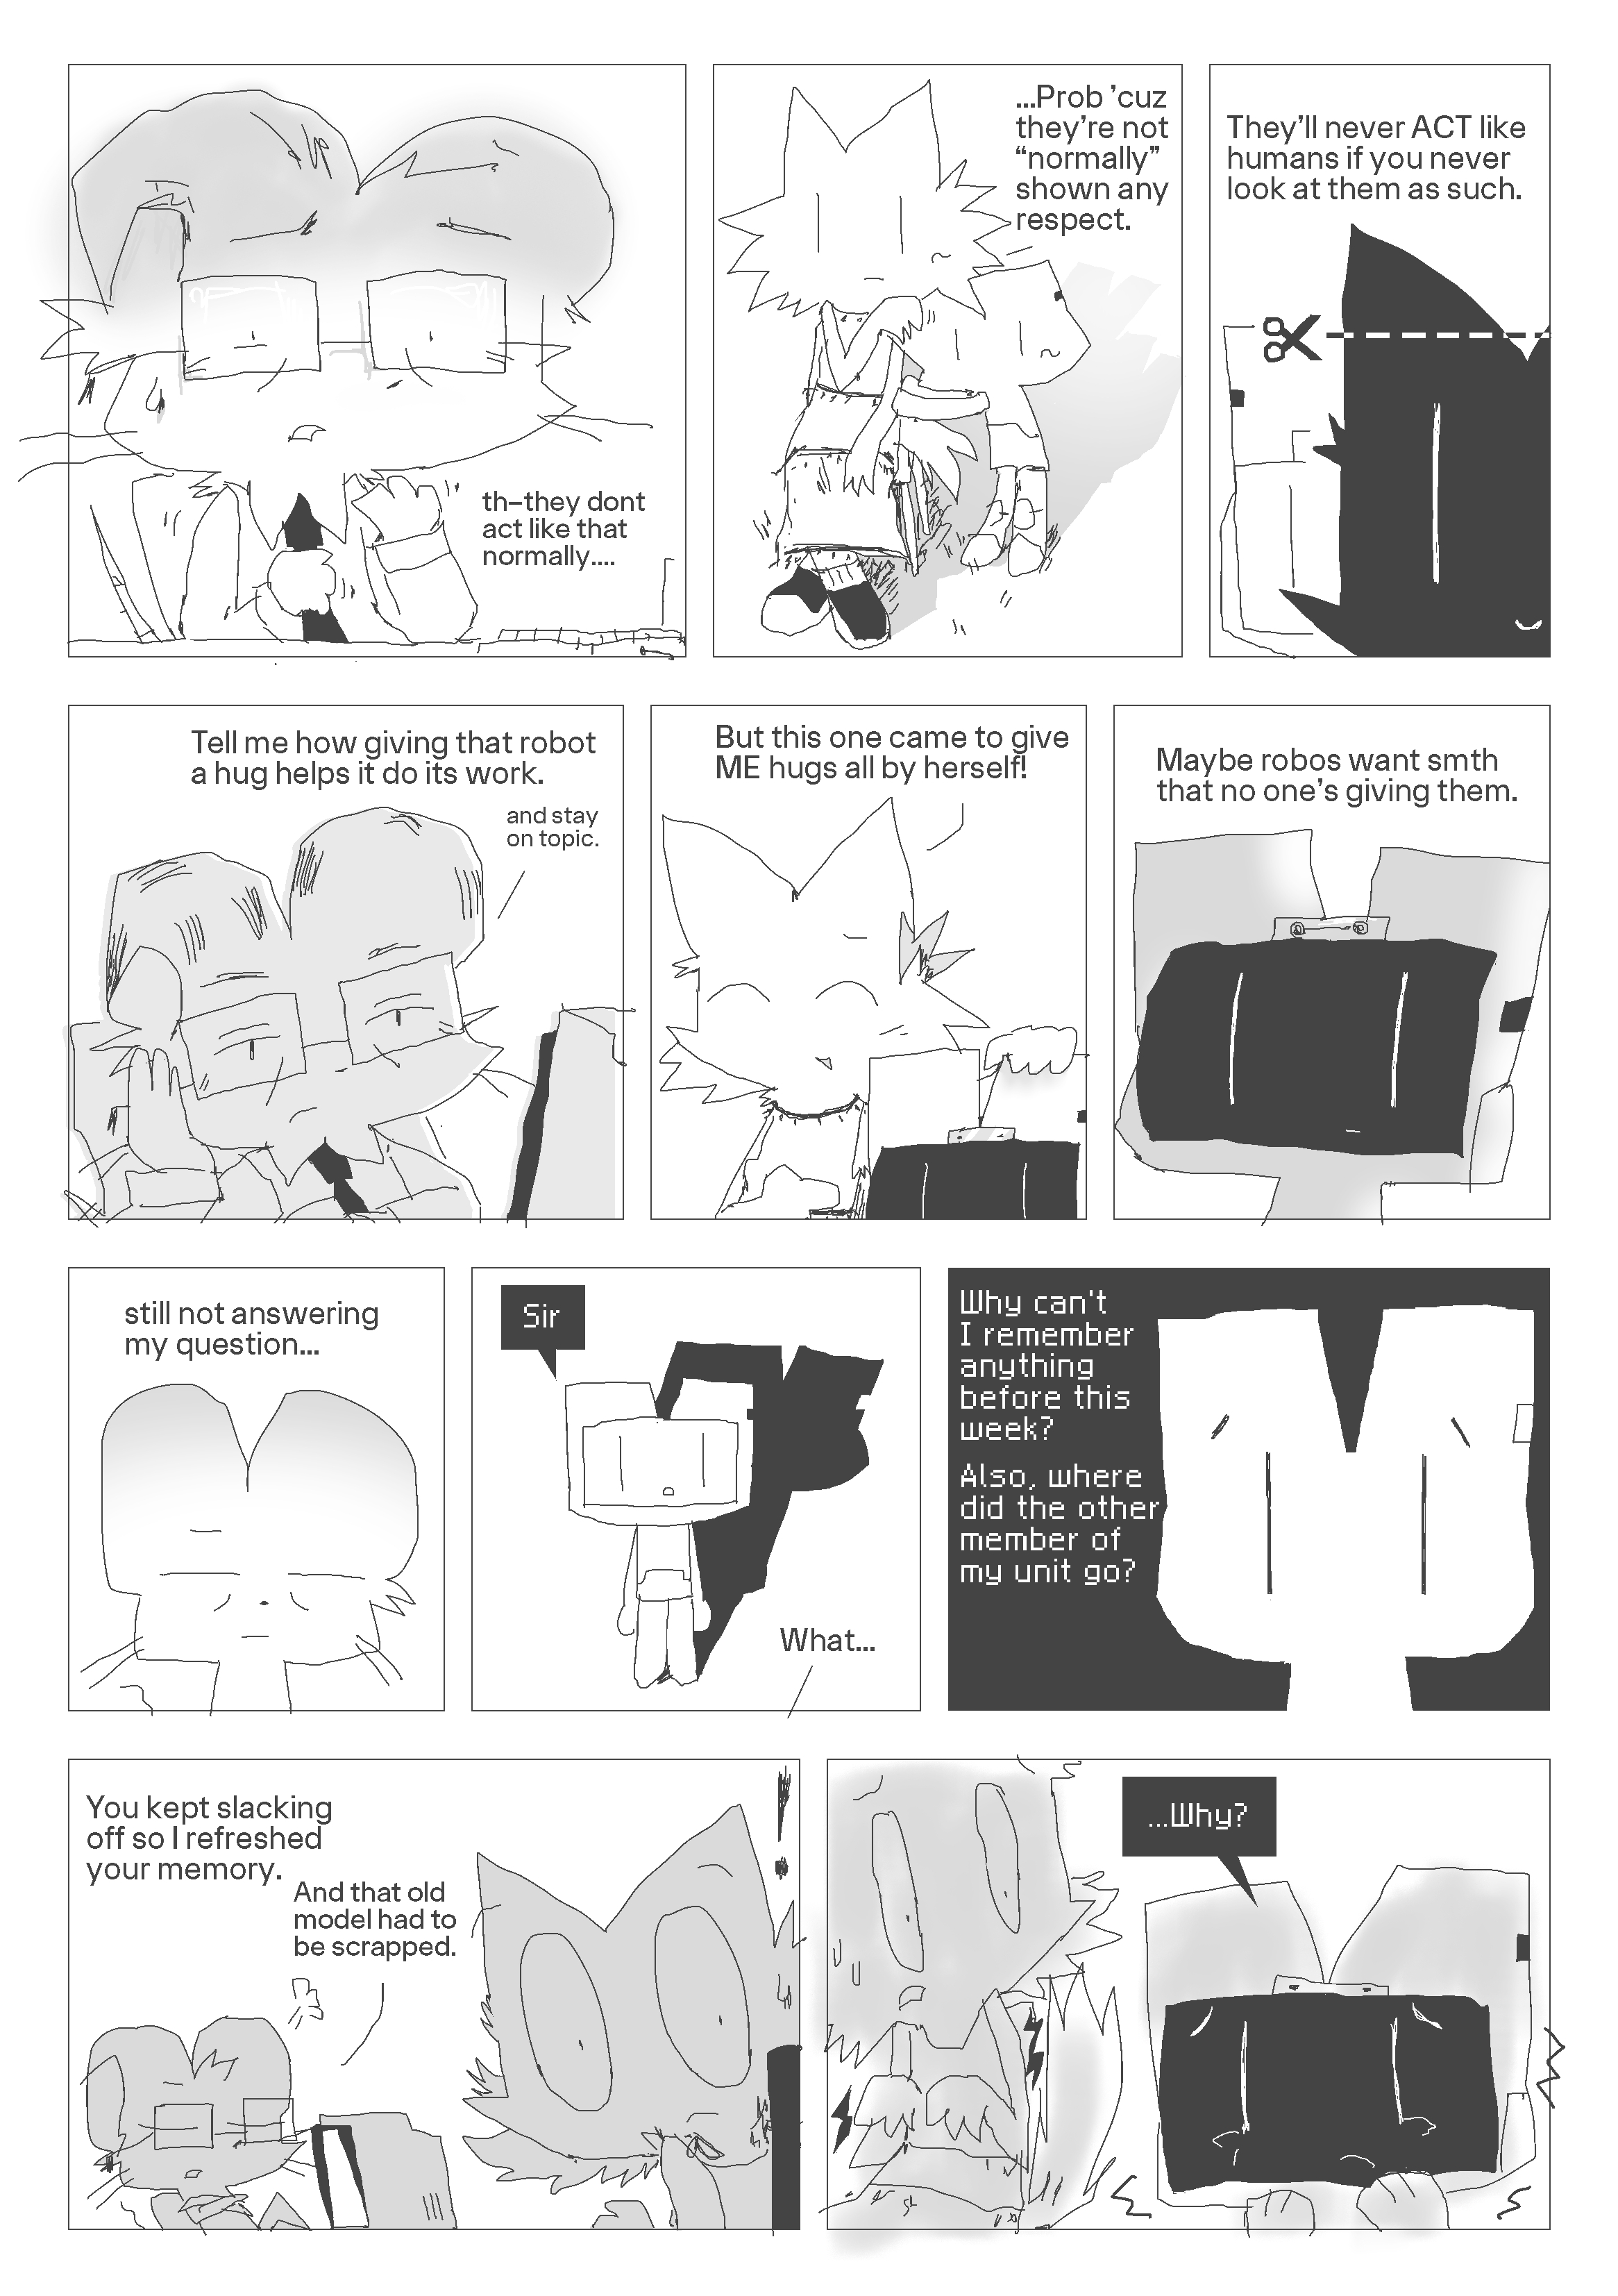 th-they dont
act like that
normally....
...Prob 'cuz
they're not
“normally”
shown any
respect.
They'll never ACT like
humans if you never
look at them as such.
Tell me how giving that robot
a hug helps it do its work.
and stay
on topic.
But this one came to give
ME hugs all by herself!
Maybe robos want smth
that no one's giving them.
still not answering
my question...
Sir
What...
Why can't
I remember
anything
before this
week?
Also, where
did the other
member of
my unit go?
You kept slacking
off so I refreshed
your memory.
And that old
model had to
be scrapped.
...Why?